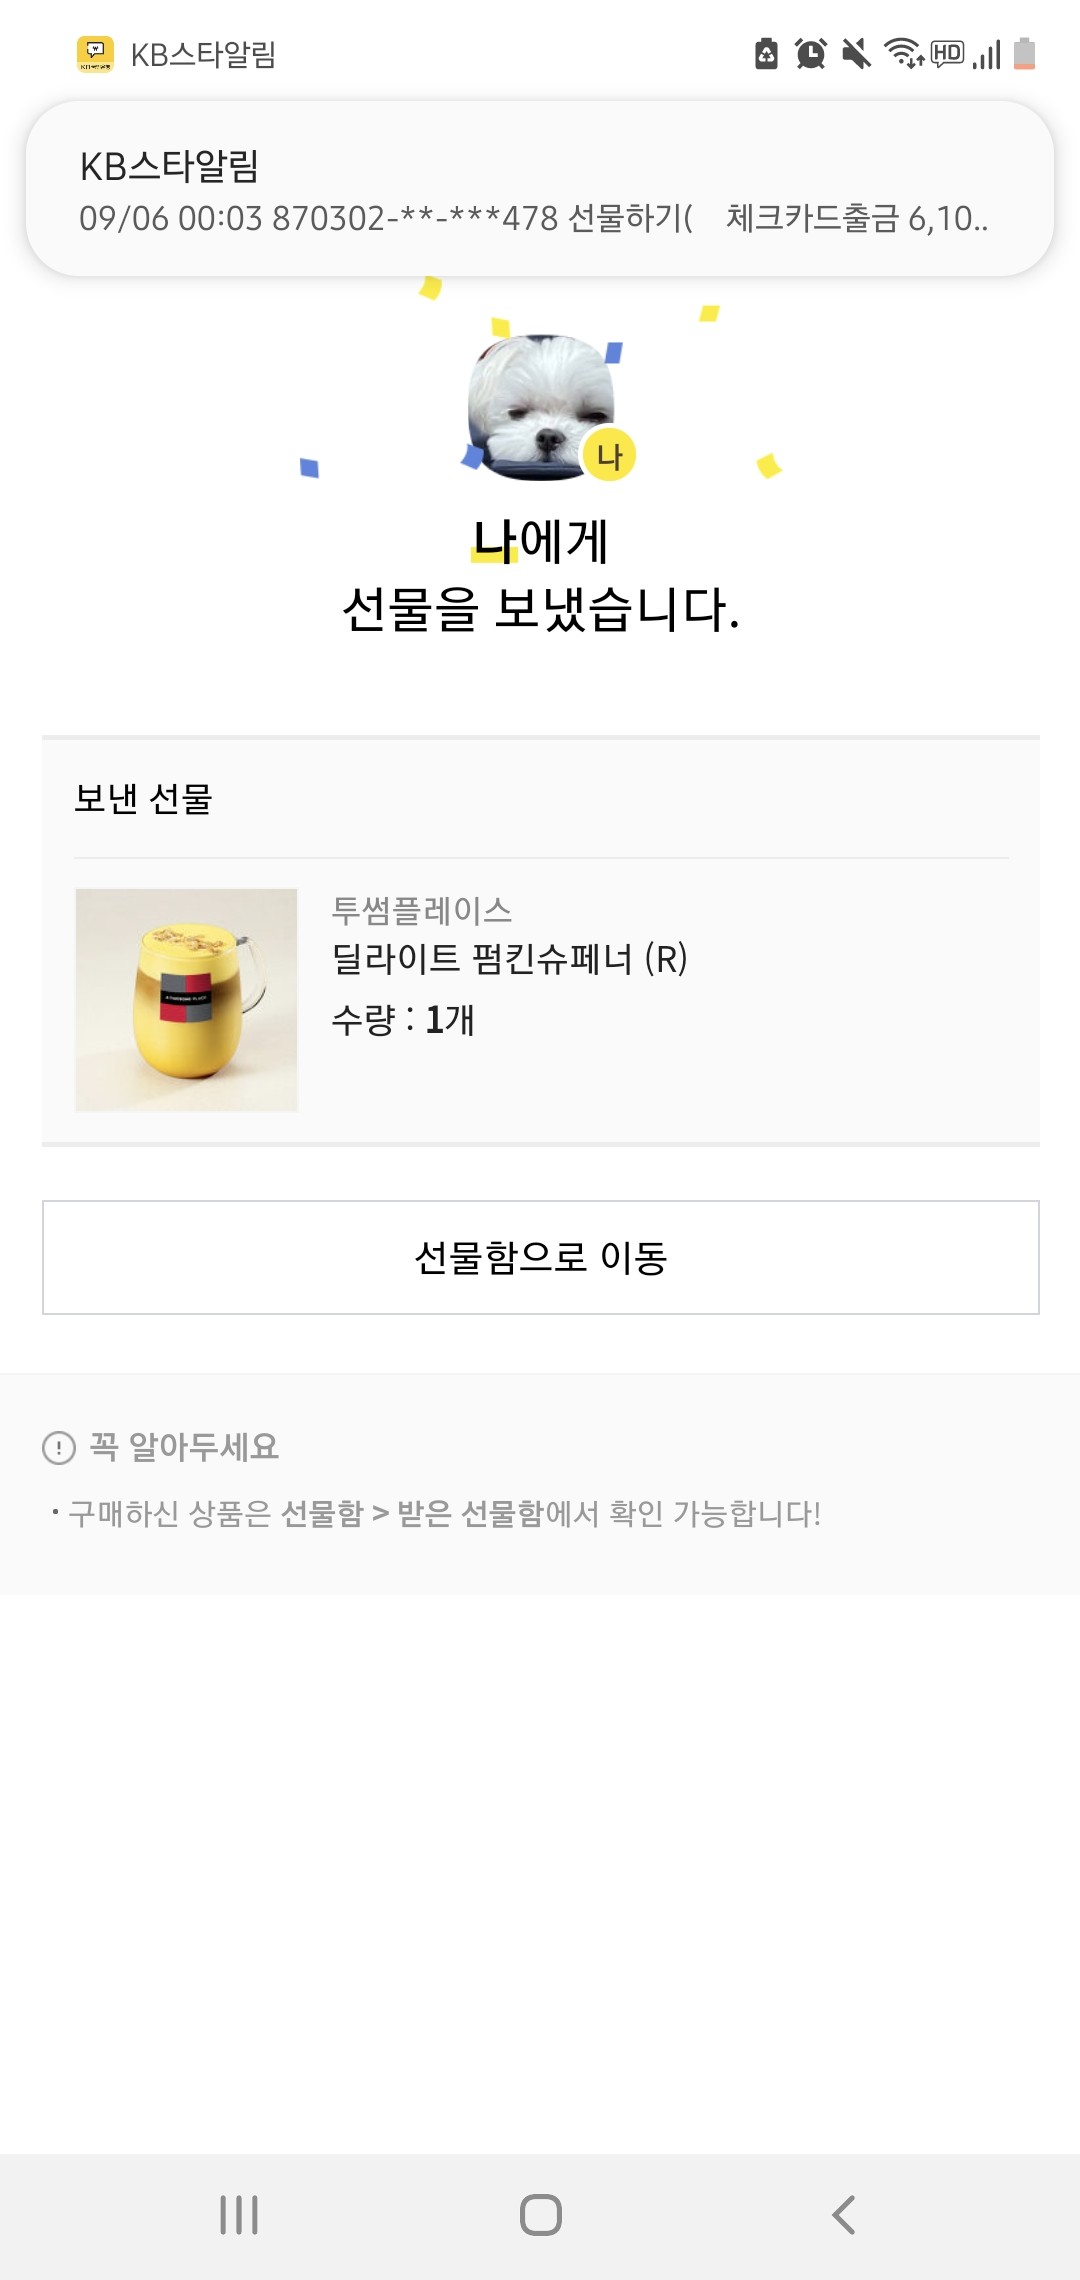 KB스타알림
HD
KB스타알림
09/06 00:03 870302-**-***478 선물하기( 체크카드출금 6,10..
나
나에게
선물을 보냈습니다.
보낸 선물
투썸플레이스
딜라이트 펌킨슈페너 (R)
수량 : 1개
선물함으로 이동
꼭 알아두세요
· 구매하신 상품은 선물함 > 받은 선물함에서 확인 가능합니다!